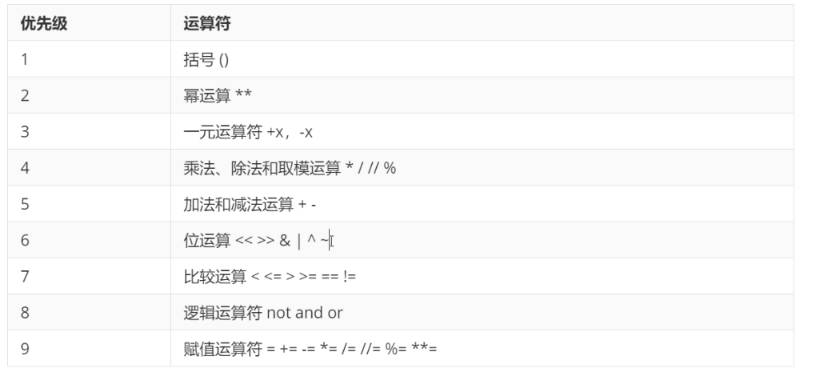 优先级 运算符
1 括号 ()
2 幂运算 **
3 一元运算符 +x，-x
4 乘法、除法和取模运算 * / // %
5 加法和减法运算 + -
6 位运算 << >> & | ^ ~
7 比较运算 < <= > >= == !=
8 逻辑运算符 not and or
9 赋值运算符 = += -= *= /= //= %= **=